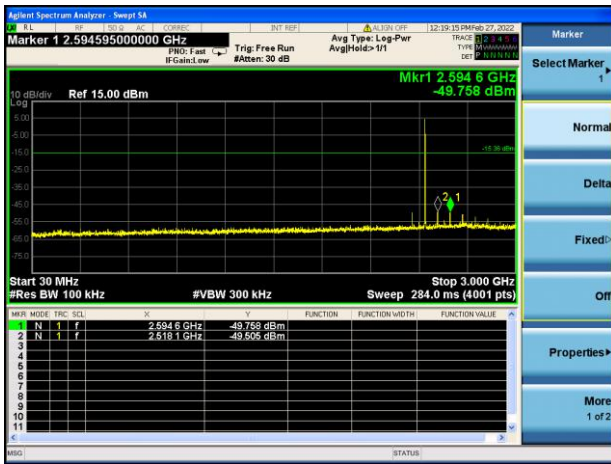 Agilent Spectrum Analyzer - Swept SA
RL RF 50 Ω AC CORREC INT REF ALIGN OFF 12:19:15 PM Feb 27, 2022
Marker 1 2.594595000000 GHz
PNO: Fast
IFGain:Low
Trig: Free Run
#Atten: 30 dB
Avg Type: Log-Pwr
Avg|Hold:>1/1
TRACE 1 2 3 4 5 6
TYPE MWWWWW
DET P NNNNN
Mkr1 2.594 6 GHz
-49.758 dBm
10 dB/div Ref 15.00 dBm
Log
5.00
-5.00
-15.0
-15.36 dBm
-25.0
-35.0
-45.0
2 1
-55.0
-65.0
-75.0
Start 30 MHz Stop 3.000 GHz
#Res BW 100 kHz #VBW 300 kHz Sweep 284.0 ms (4001 pts)
MKR MODE TRC SCL X Y FUNCTION FUNCTION WIDTH FUNCTION VALUE
1 N 1 f 2.594 6 GHz -49.758 dBm
2 N 1 f 2.518 1 GHz -49.505 dBm
3
4
5
6
7
8
9
10
11
MSG STATUS
Marker
Select Marker
1
Normal
Delta
Fixed
Off
Properties
More
1 of 2